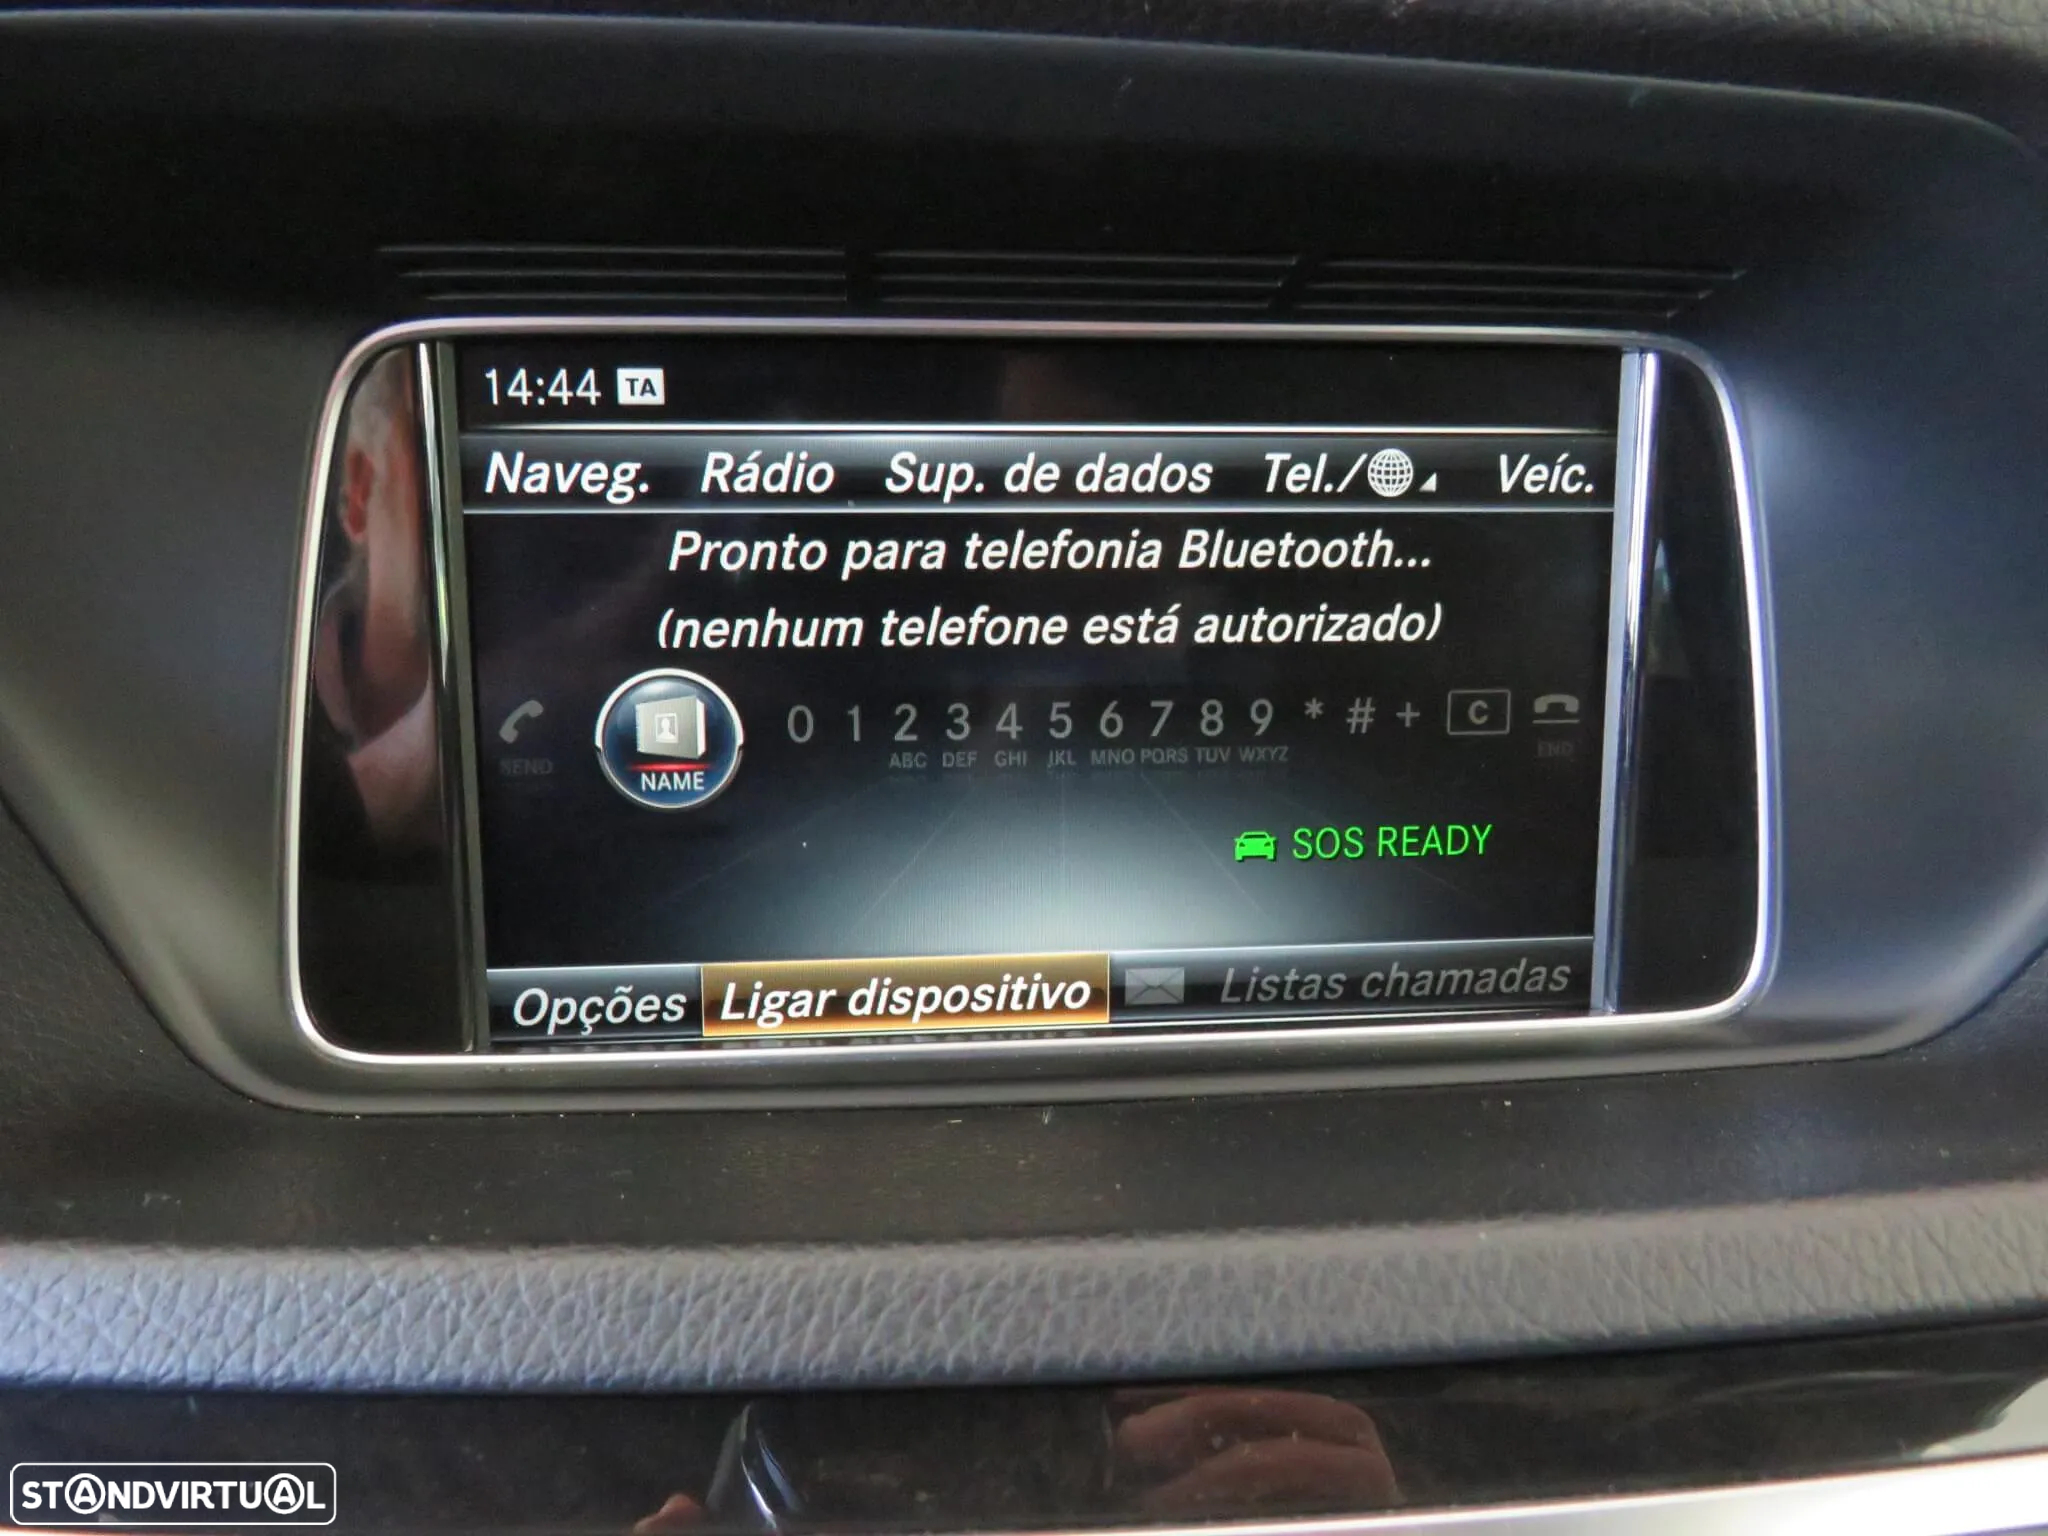 14:44 TA
Naveg. Rádio Sup. de dados Tel./ Veíc.
Pronto para telefonia Bluetooth...
(nenhum telefone está autorizado)
SEND NAME 0 1 2 3 4 5 6 7 8 9 * # + C END
ABC DEF GHI JKL MNO PQRS TUV WXYZ
SOS READY
Opções Ligar dispositivo Listas chamadas
STANDVIRTUAL